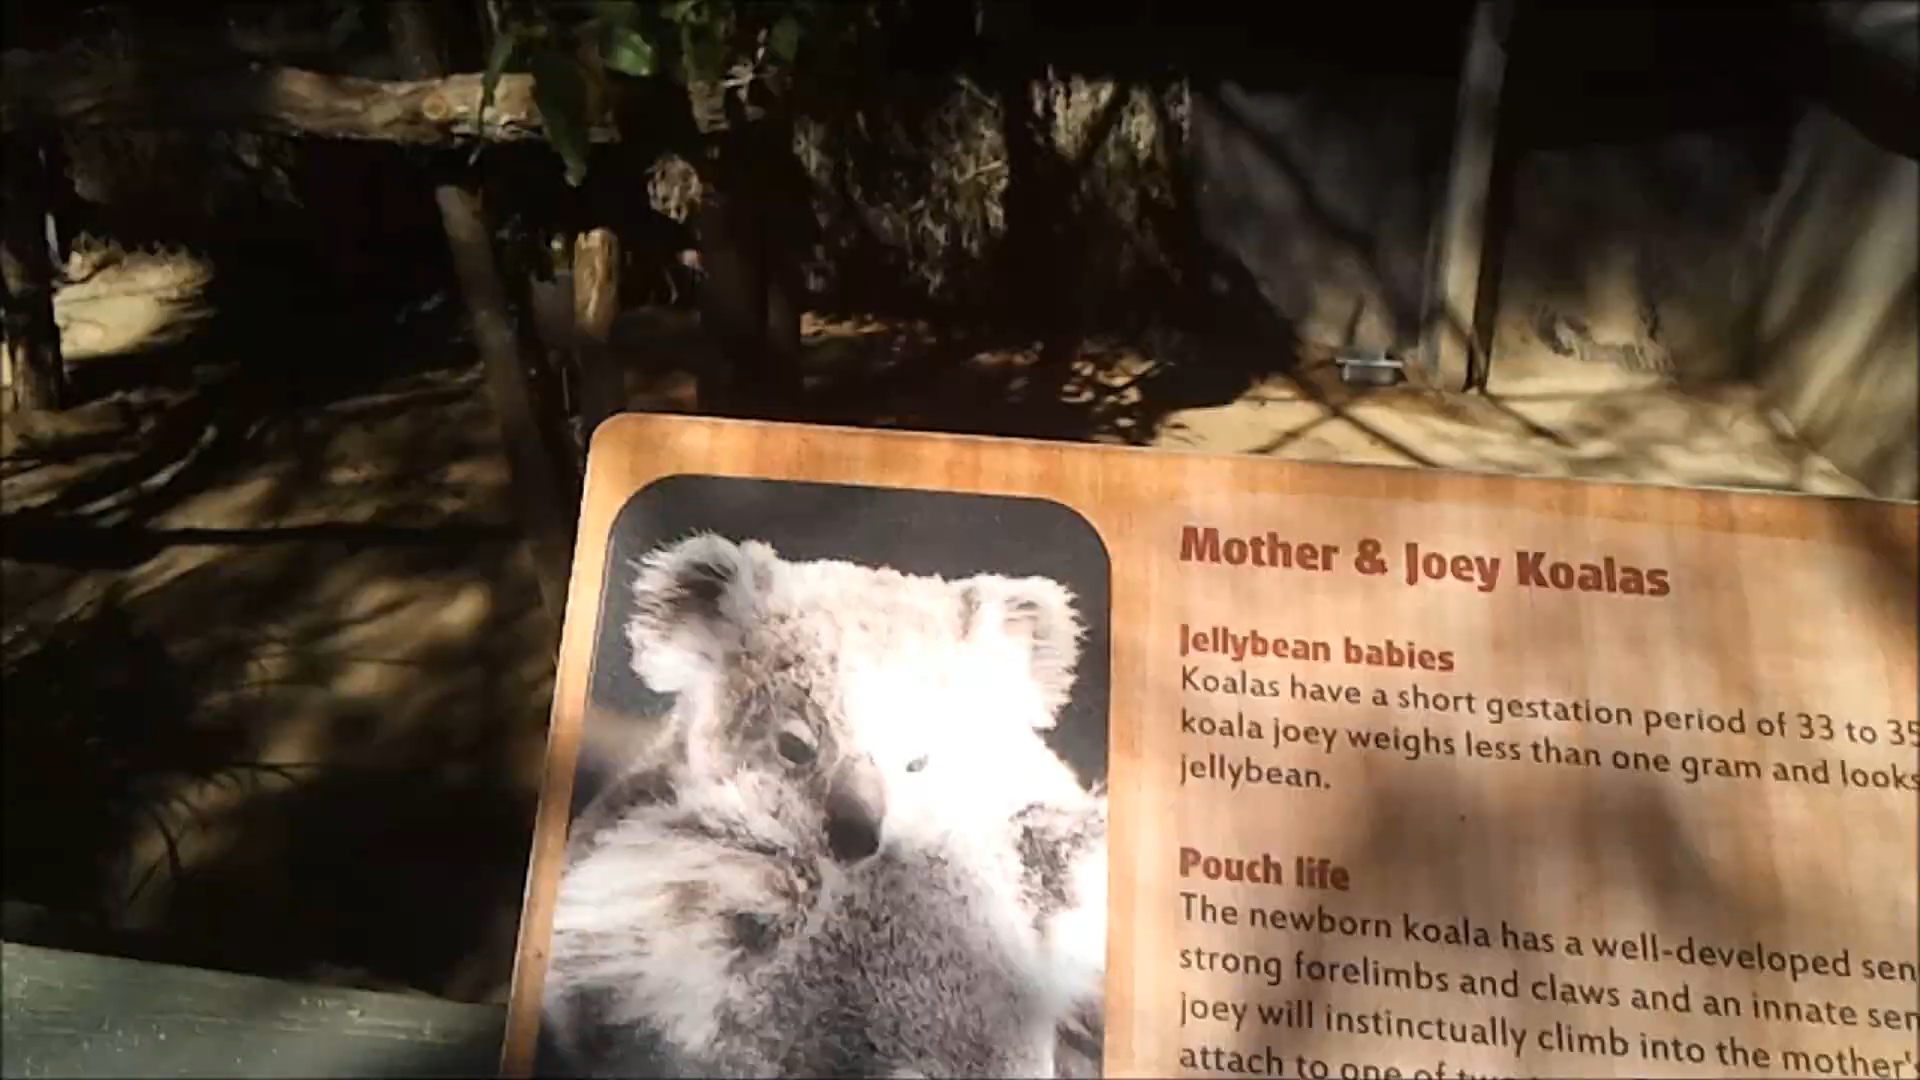 Mother & Joey Koalas
Jellybean babies
Koalas have a short gestation period of 33 to 35
koala joey weighs less than one gram and looks
jellybean.
Pouch life
The newborn koala has a well-developed sen
strong forelimbs and claws and an innate sen
joey will instinctually climb into the mother's
attach to one of